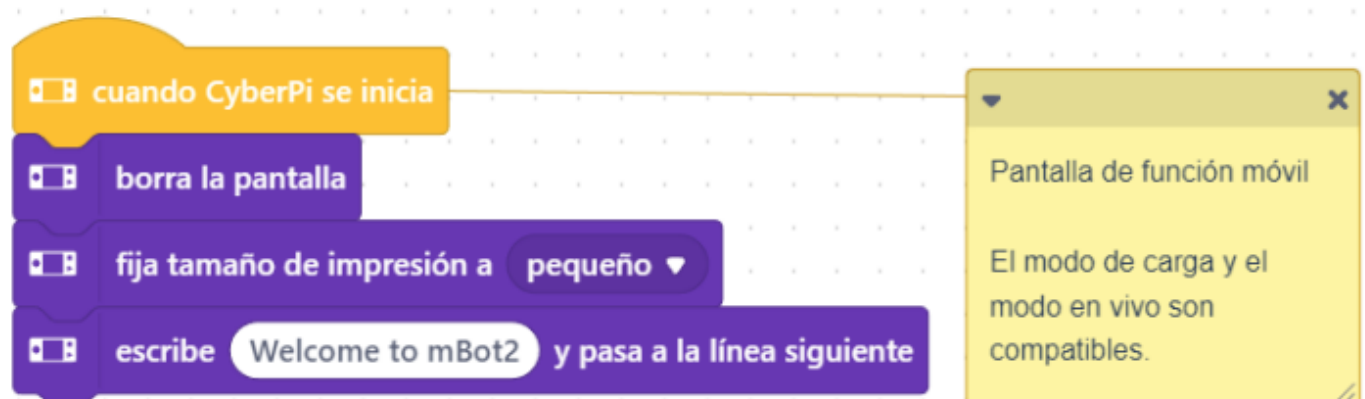 cuando CyberPi se inicia
borra la pantalla
fija tamaño de impresión a pequeño
escribe Welcome to mBot2 y pasa a la línea siguiente
Pantalla de función móvil
El modo de carga y el
modo en vivo son
compatibles.